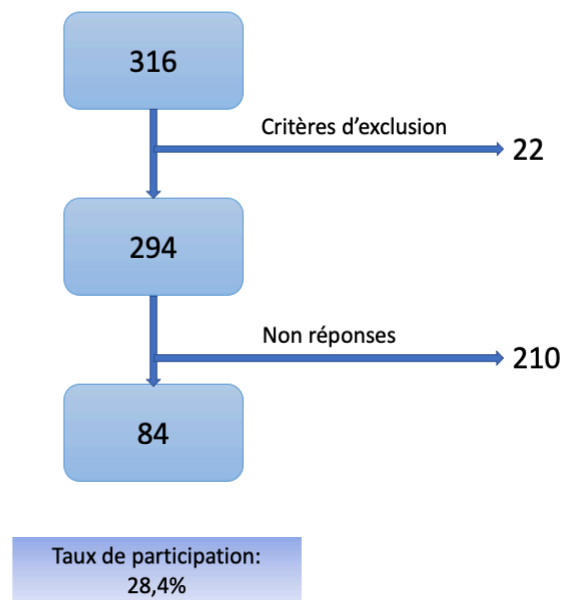 316
Critères d'exclusion
22
294
Non réponses
210
84
Taux de participation:
28,4%